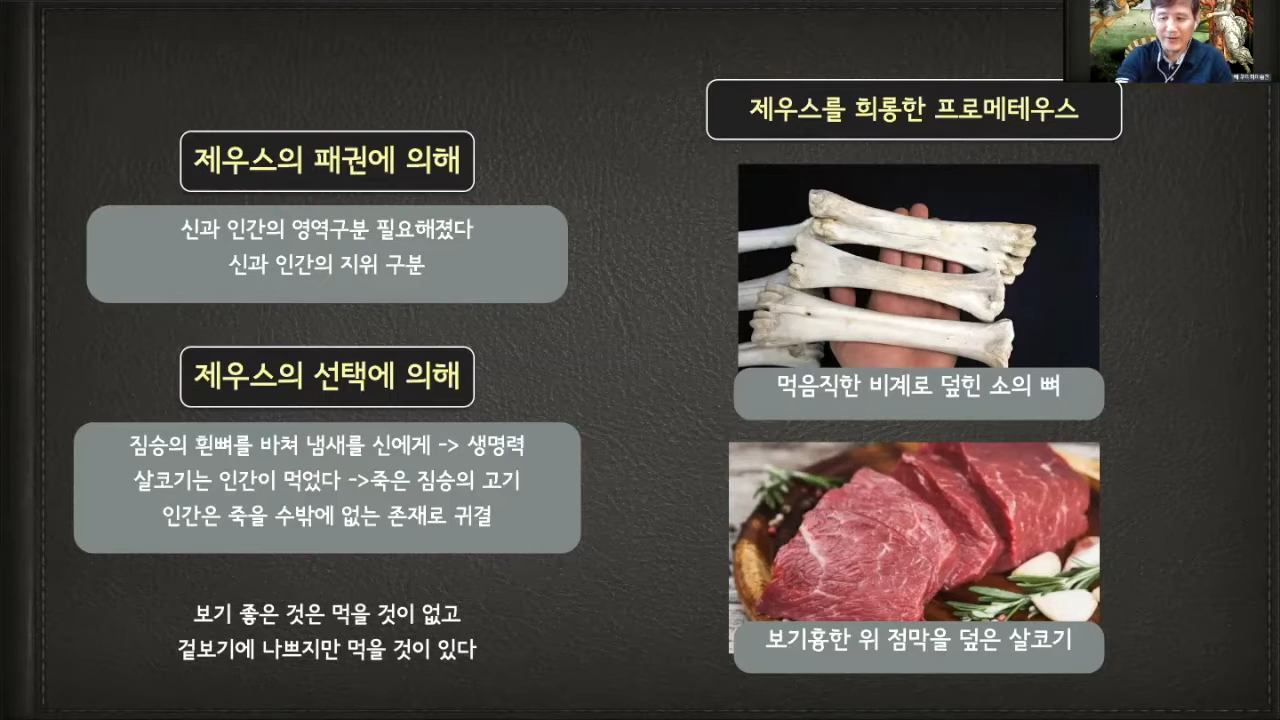 제우스의 패권에 의해
신과 인간의 영역구분 필요해졌다
신과 인간의 지위 구분
제우스의 선택에 의해
짐승의 흰뼈를 바쳐 냄새를 신에게 -> 생명력
살코기는 인간이 먹었다 ->죽은 짐승의 고기
인간은 죽을 수밖에 없는 존재로 귀결
보기 좋은 것은 먹을 것이 없고
겉보기에 나쁘지만 먹을 것이 있다
제우스를 희롱한 프로메테우스
먹음직한 비계로 덮힌 소의 뼈
보기흉한 위 점막을 덮은 살코기